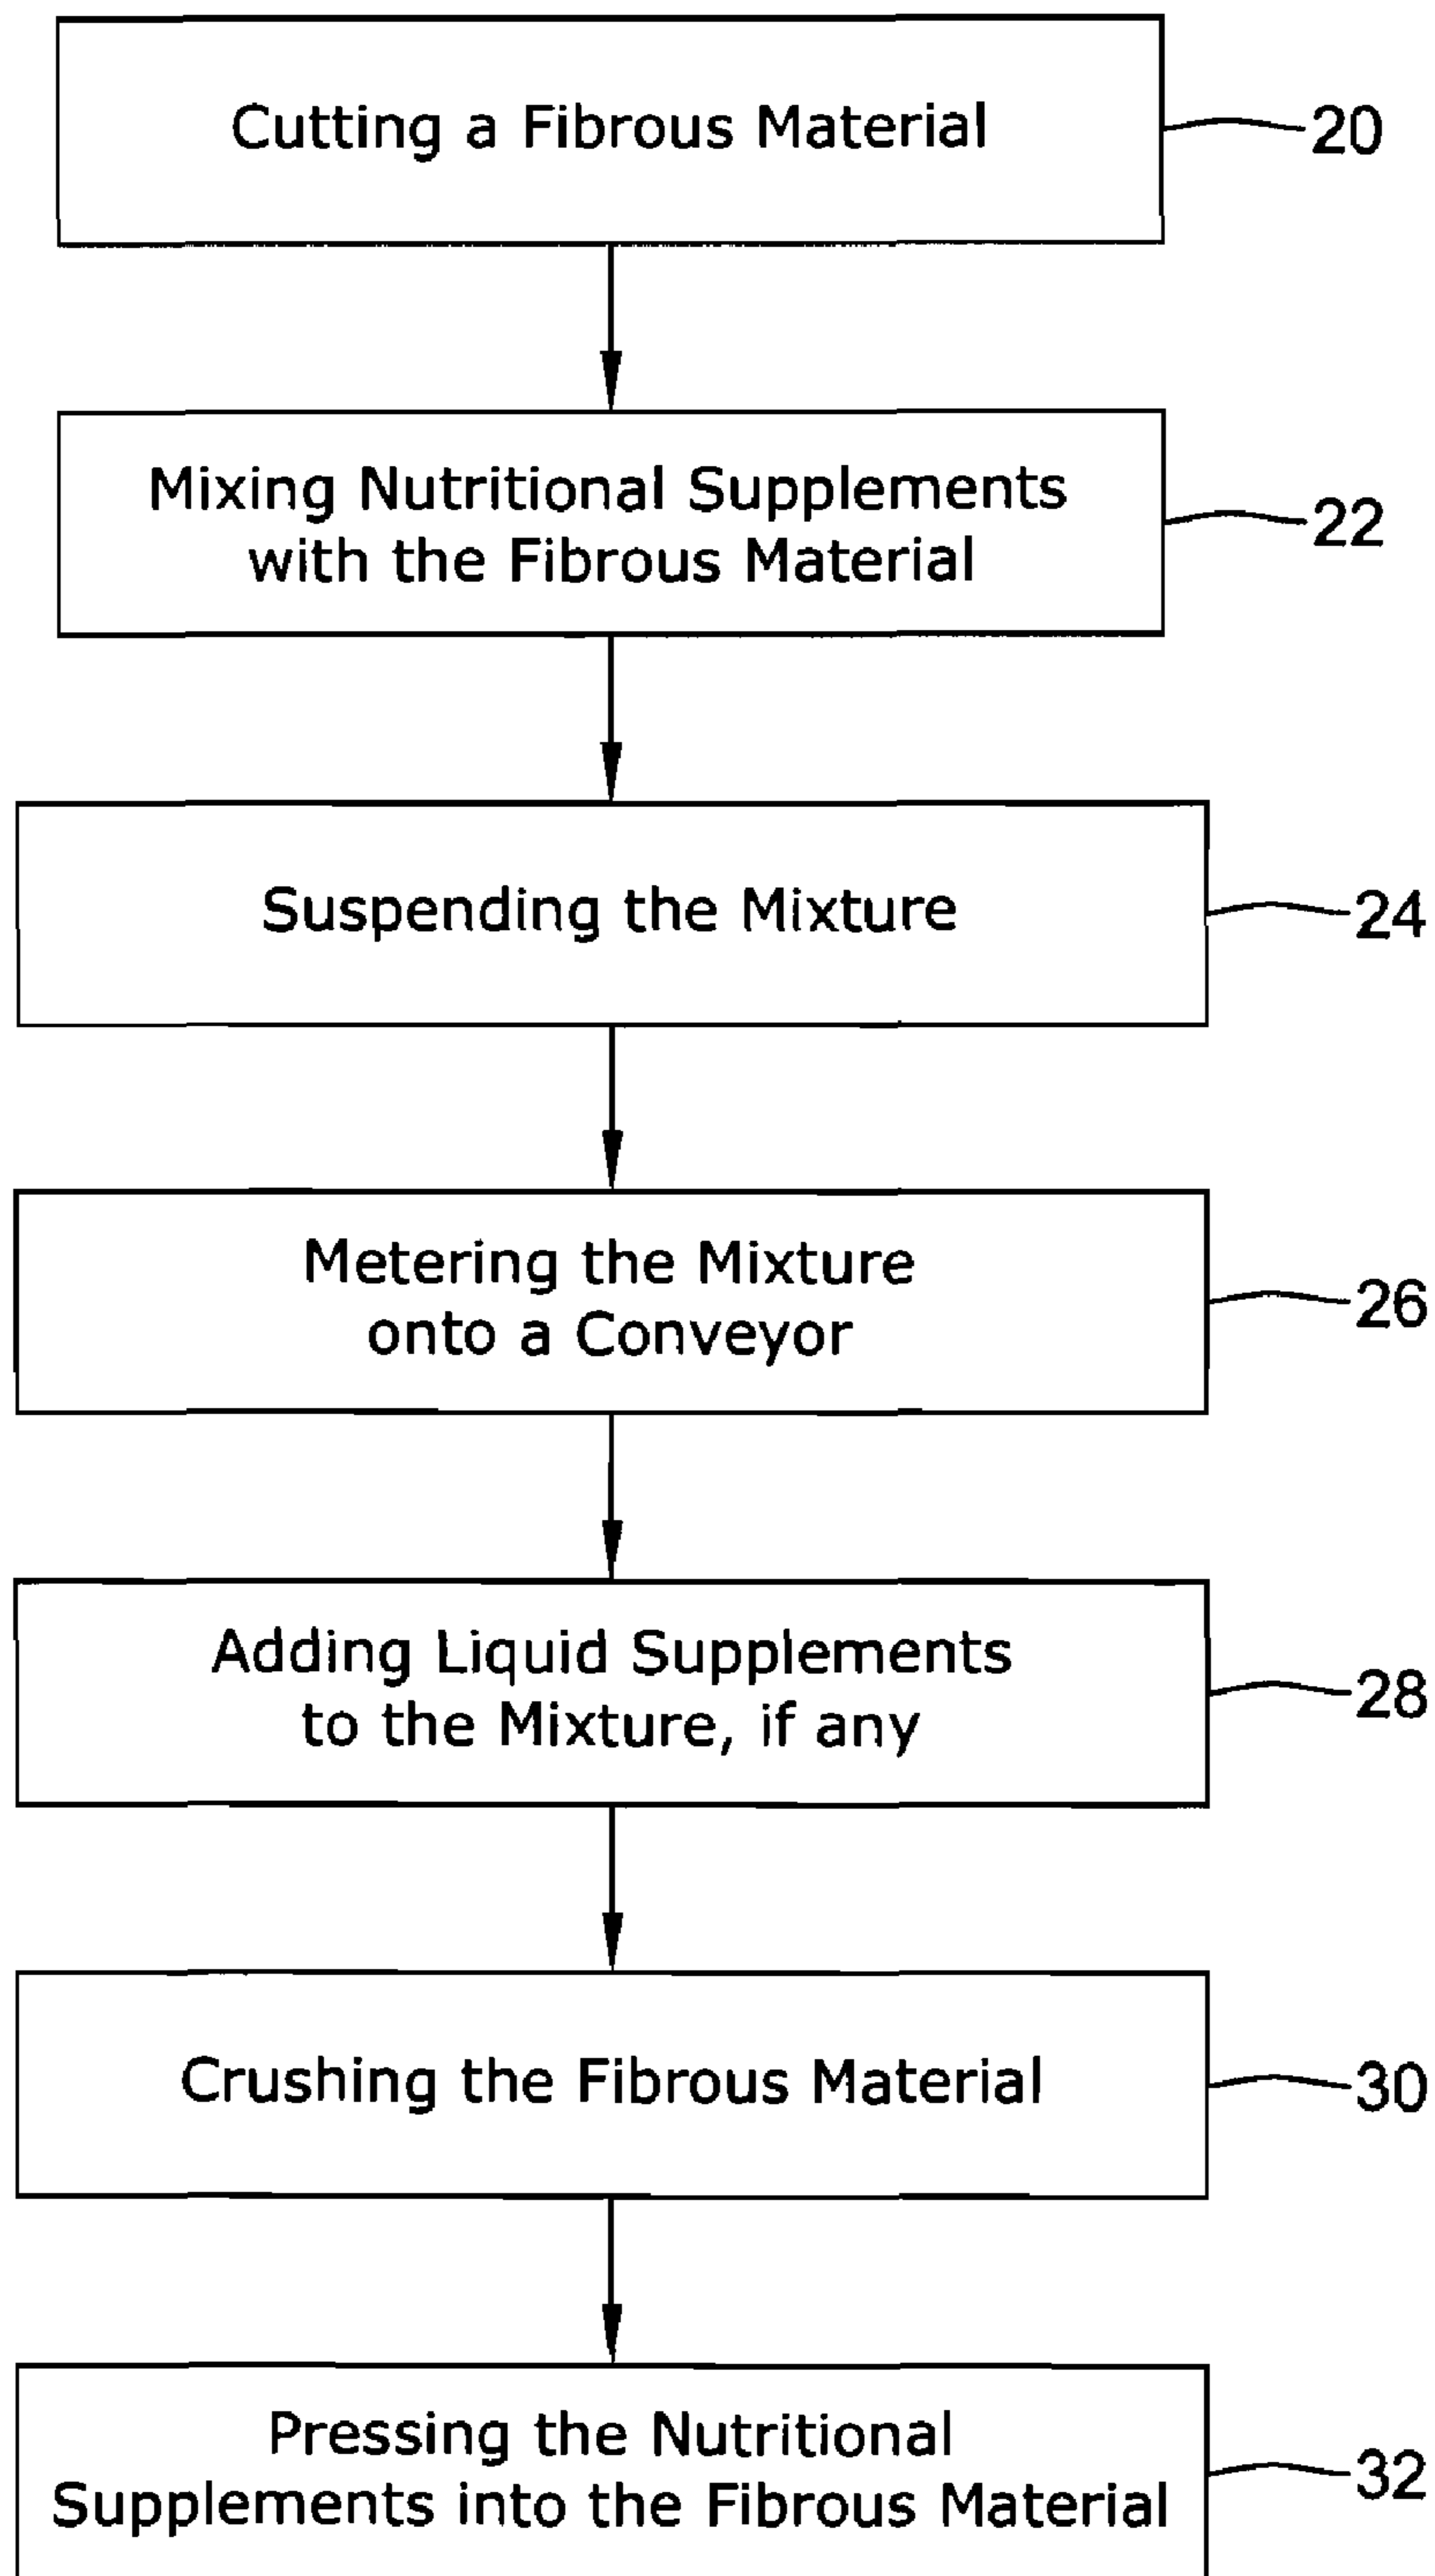 Cutting a Fibrous Material
20
Mixing Nutritional Supplements
with the Fibrous Material
22
Suspending the Mixture
24
Metering the Mixture
onto a Conveyor
26
Adding Liquid Supplements
to the Mixture, if any
28
Crushing the Fibrous Material
30
Pressing the Nutritional
Supplements into the Fibrous Material
32